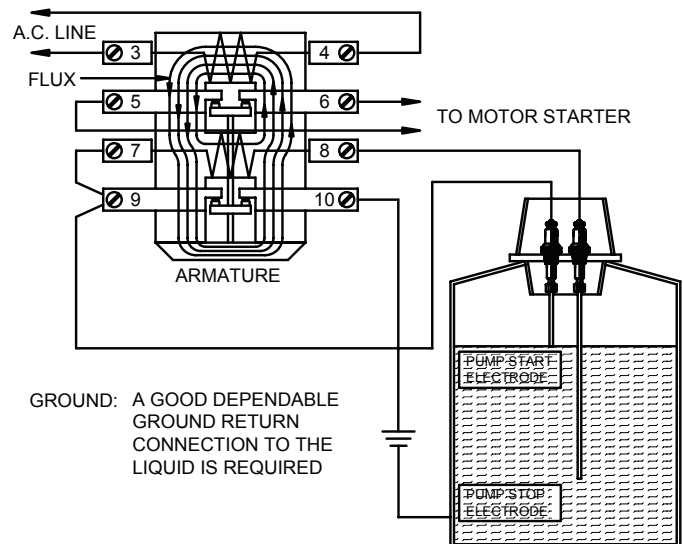 A.C. LINE
3
4
FLUX
5
6
TO MOTOR STARTER
7
8
9
10
ARMATURE
PUMP START
ELECTRODE
GROUND: A GOOD DEPENDABLE
GROUND RETURN
CONNECTION TO THE
LIQUID IS REQUIRED
PUMP STOP
ELECTRODE